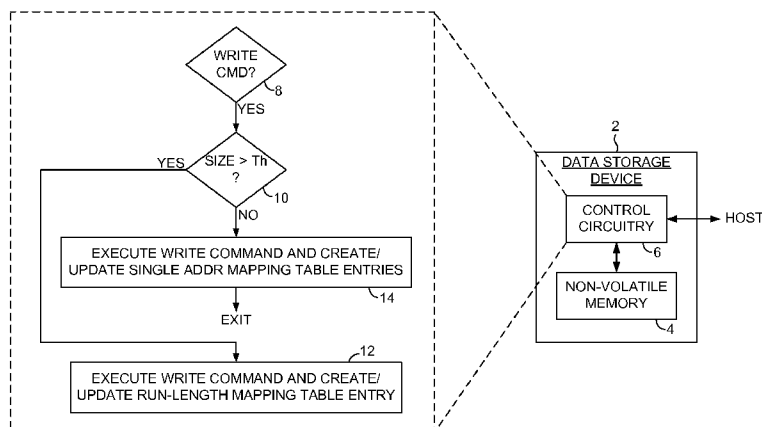 WRITE
CMD?
8
YES
YES
SIZE > Th
?
10
NO
EXECUTE WRITE COMMAND AND CREATE/
UPDATE SINGLE ADDR MAPPING TABLE ENTRIES
14
EXIT
12
EXECUTE WRITE COMMAND AND CREATE/
UPDATE RUN-LENGTH MAPPING TABLE ENTRY
2
DATA STORAGE
DEVICE
CONTROL
CIRCUITRY
6
HOST
NON-VOLATILE
MEMORY
4